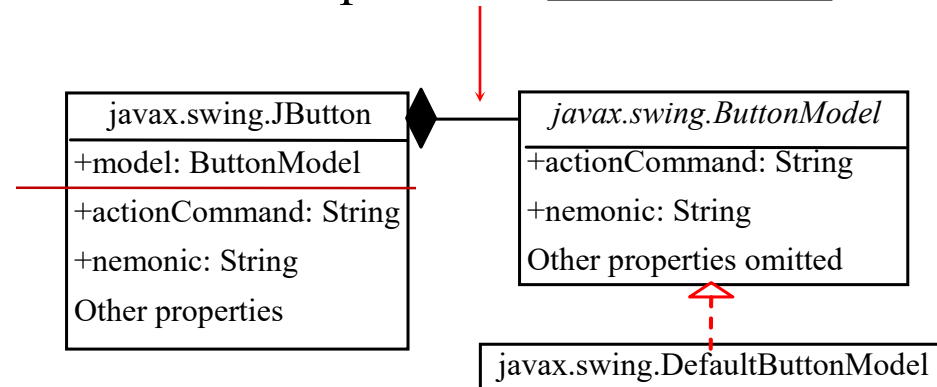 javax.swing.JButton
+model: ButtonModel
+actionCommand: String
+nemonic: String
Other properties
javax.swing.ButtonModel
+actionCommand: String
+nemonic: String
Other properties omitted
javax.swing.DefaultButtonModel